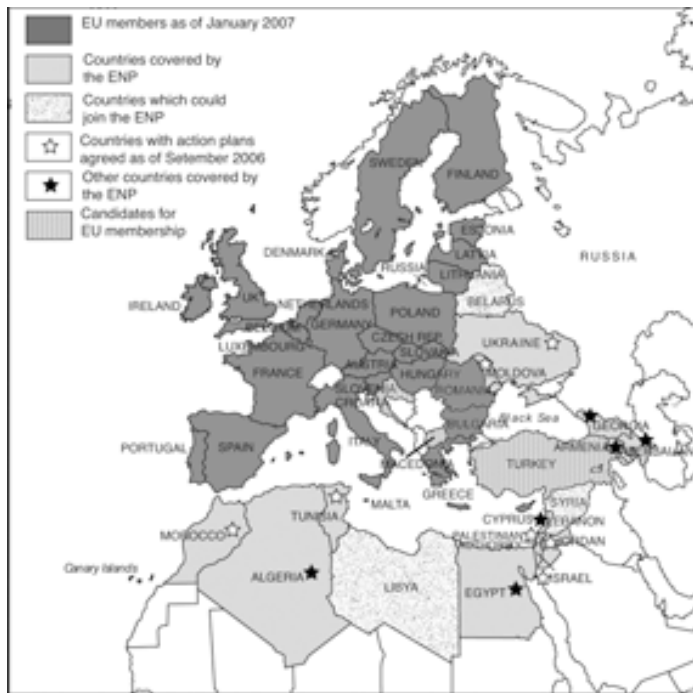 EU members as of January 2007
Countries covered by
the ENP
Countries which could
join the ENP
Countries with action plans
agreed as of Setember 2006
Other countries covered by
the ENP
Candidates for
EU membership
SWEDEN
FINLAND
ESTONIA
RUSSIA
DENMARK
LATVIA
RUSSIA
LITHUANIA
BELARUS
IRELAND
UK
NETHERLANDS
POLAND
GERMANY
BELGIUM
CZECH REP.
UKRAINE
LUXEMBOURG
SLOVAKIA
AUSTRIA
FRANCE
HUNGARY
MOLDOVA
SLOVENIA
ROMANIA
CROATIA
Black Sea
GEORGIA
BULGARIA
ITALY
PORTUGAL
SPAIN
ARMENIA
MACEDONIA
TURKEY
GREECE
SYRIA
MALTA
TUNISIA
CYPRUS
LEBANON
MOROCCO
JORDAN
Canary Islands
ALGERIA
LIBYA
EGYPT
ISRAEL